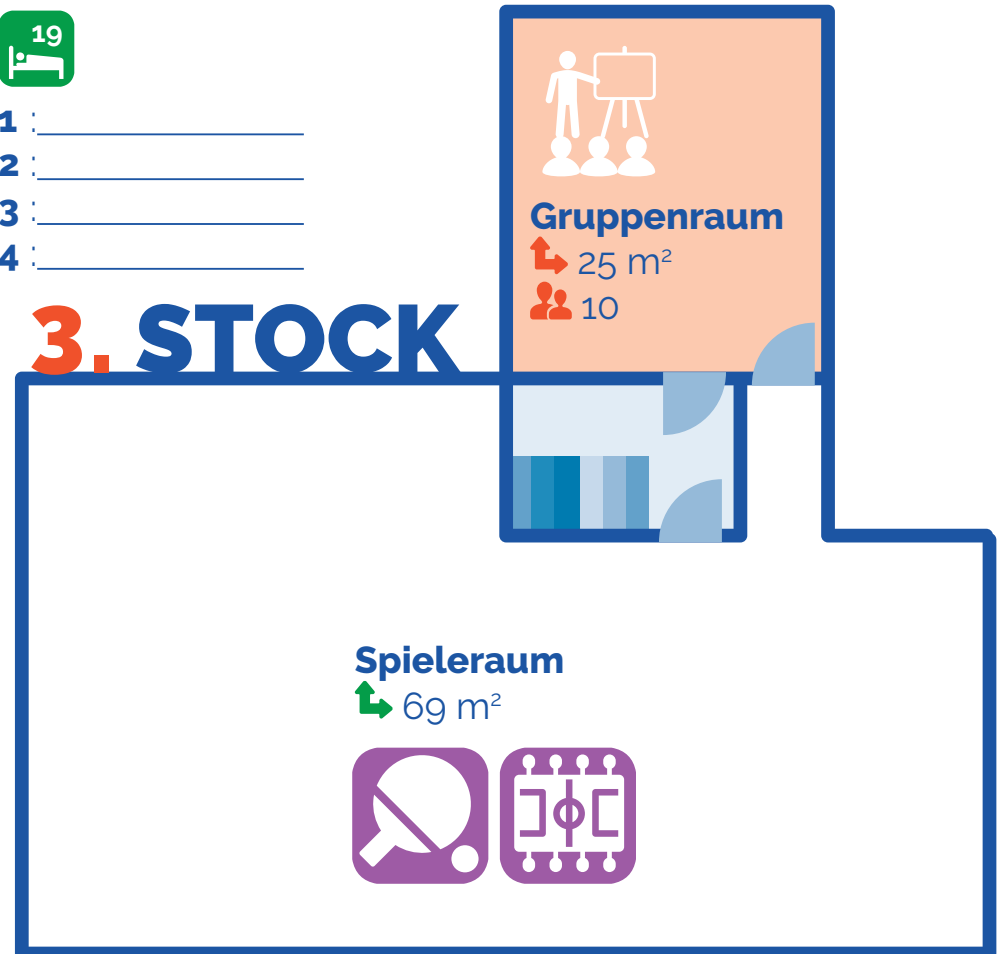 19
1 :
2 :
3 :
4 :
3. STOCK
Gruppenraum
25 m²
10
Spieleraum
69 m²